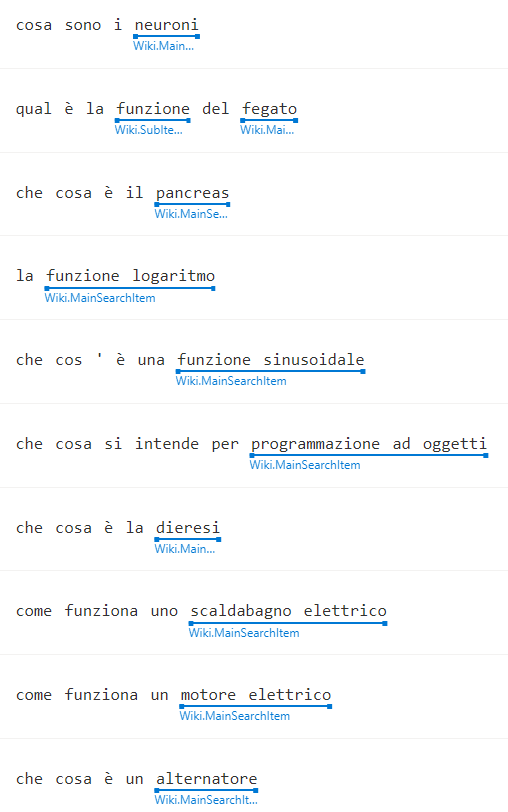 cosa sono i neuroni
Wiki.Main...
qual è la funzione del fegato
Wiki.SubIte... Wiki.Mai...
che cosa è il pancreas
Wiki.MainSe...
la funzione logaritmo
Wiki.MainSearchItem
che cos ' è una funzione sinusoidale
Wiki.MainSearchItem
che cosa si intende per programmazione ad oggetti
Wiki.MainSearchItem
che cosa è la dieresi
Wiki.Main...
come funziona uno scaldabagno elettrico
Wiki.MainSearchItem
come funziona un motore elettrico
Wiki.MainSearchItem
che cosa è un alternatore
Wiki.MainSearchIt...